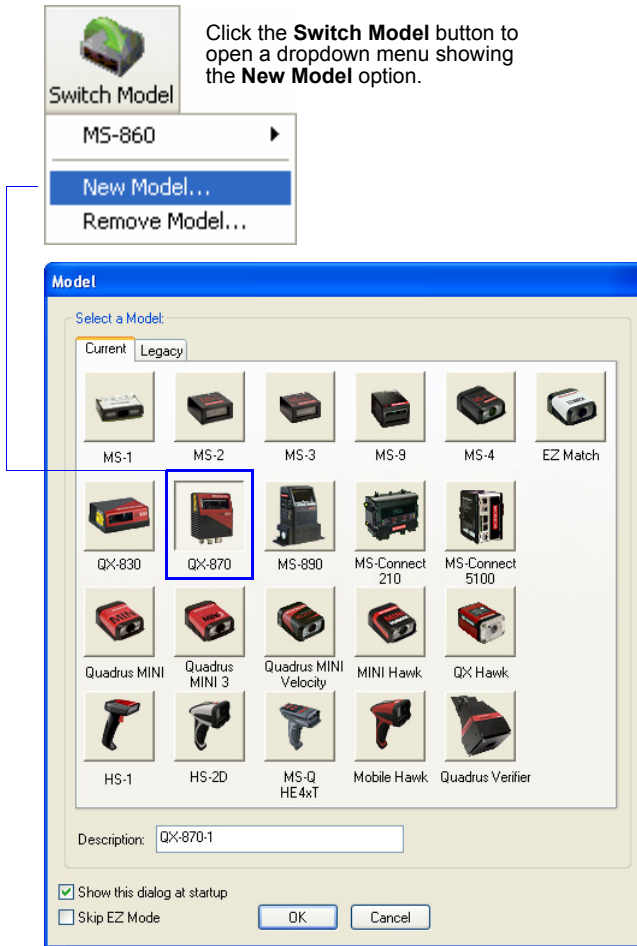 Click the Switch Model button to
open a dropdown menu showing
the New Model option.
Switch Model
MS-860
New Model...
Remove Model...
Model
Select a Model:
Current Legacy
MS-1 MS-2 MS-3 MS-9 MS-4 EZ Match
QX-830 QX-870 MS-890 MS-Connect 210 MS-Connect 5100
Quadrus MINI Quadrus MINI 3 Quadrus MINI Velocity MINI Hawk QX Hawk
HS-1 HS-2D MS-Q HE4xT Mobile Hawk Quadrus Verifier
Description: QX-870-1
Show this dialog at startup
Skip EZ Mode OK Cancel